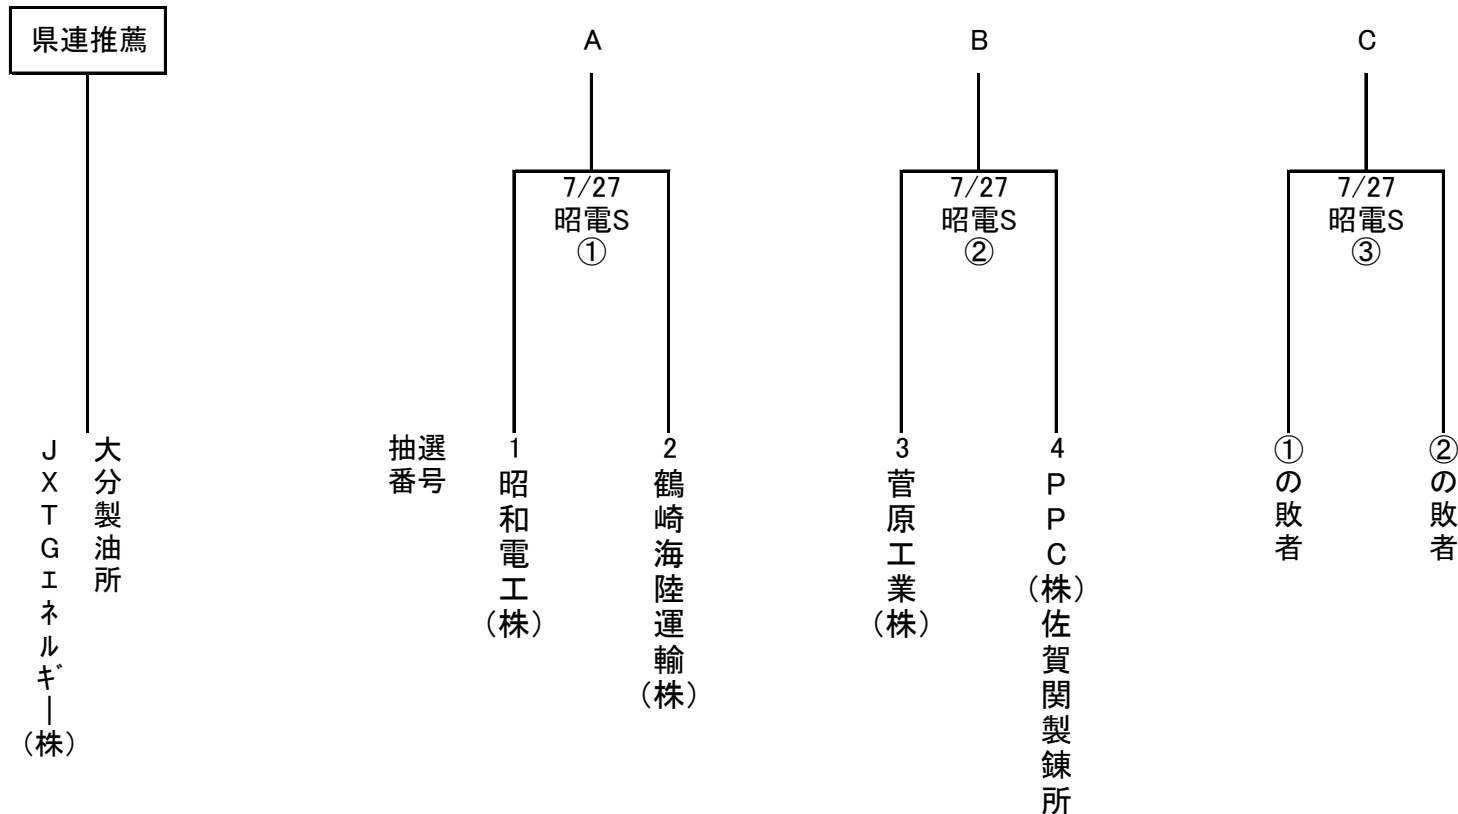 県連推薦
A
B
C
7/27
昭電S
①
7/27
昭電S
②
7/27
昭電S
③
大分製油所
JXTGエネルギー(株)
抽選
番号
1
昭和電工(株)
2
鶴崎海陸運輸(株)
3
菅原工業(株)
4
PPC(株)佐賀関製錬所
①の敗者
②の敗者